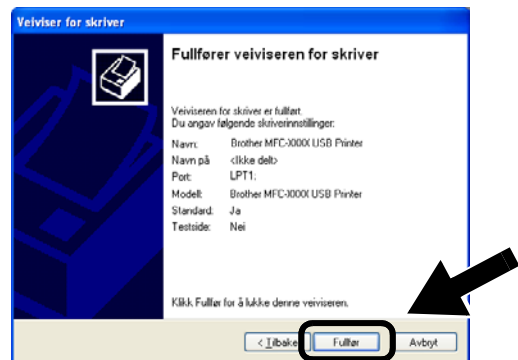 Veiviser for skriver
Fullfører veiviseren for skriver
Veiviseren for skriver er fullført.
Du angav følgende skriverinnstillinger:
Navn: Brother MFC-XXXX USB Printer
Navn på <Ikke delt>
Port: LPT1:
Modell: Brother MFC-XXXX USB Printer
Standard: Ja
Testside: Nei
Klikk Fullfør for å lukke denne veiviseren.
< Tilbake Fullfør Avbryt